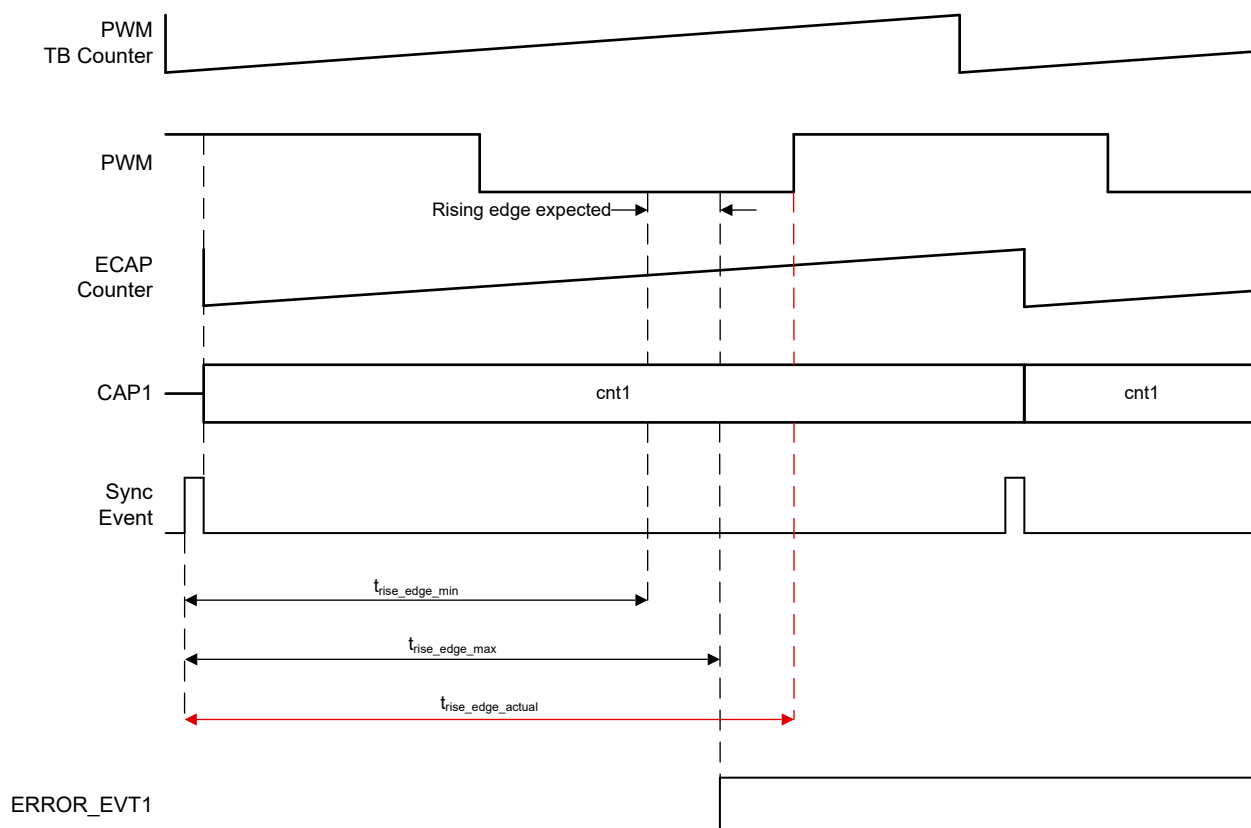 PWM
TB Counter
PWM
Rising edge expected
ECAP
Counter
CAP1
cnt1
cnt1
Sync
Event
trise_edge_min
trise_edge_max
trise_edge_actual
ERROR_EVT1